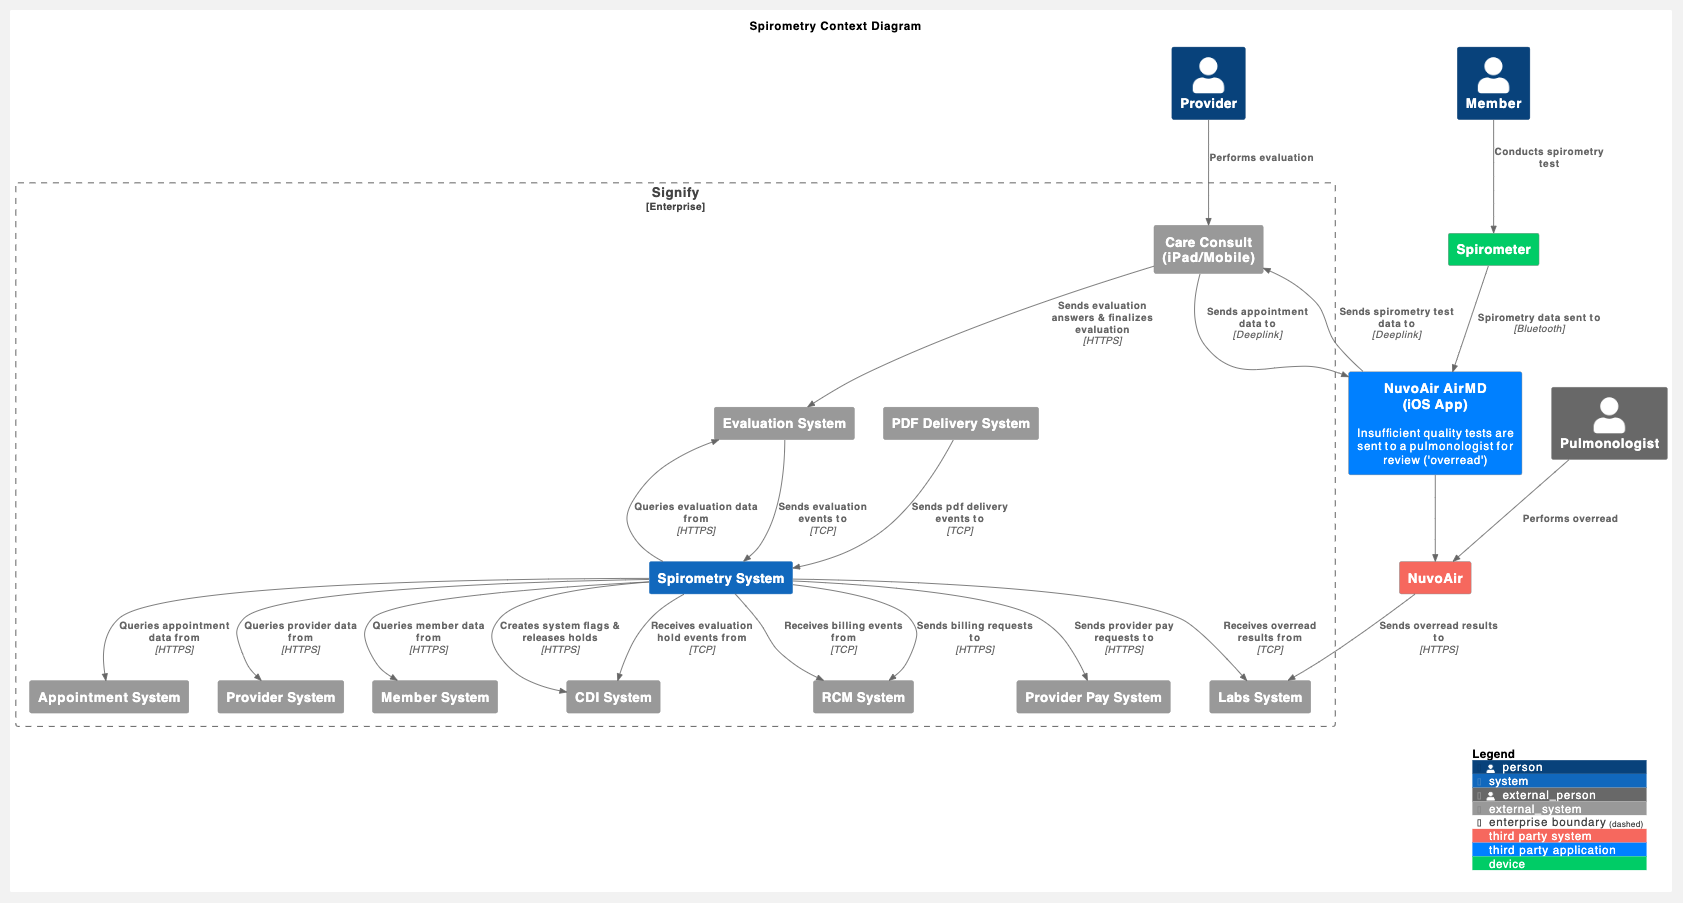 Spirometry Context Diagram
Provider
Member
Performs evaluation
Conducts spirometry
test
Signify
[Enterprise]
Care Consult
(iPad/Mobile)
Spirometer
Sends evaluation
answers & finalizes
evaluation
[HTTPS]
Sends appointment
data to
[Deeplink]
Sends spirometry test
data to
[Deeplink]
Spirometry data sent to
[Bluetooth]
NuvoAir AirMD
(iOS App)
Insufficient quality tests are
sent to a pulmonologist for
review ('overread')
Pulmonologist
Evaluation System
PDF Delivery System
Queries evaluation data
from
[HTTPS]
Sends evaluation
events to
[TCP]
Sends pdf delivery
events to
[TCP]
Performs overread
Spirometry System
NuvoAir
Queries appointment
data from
[HTTPS]
Queries provider data
from
[HTTPS]
Queries member data
from
[HTTPS]
Creates system flags &
releases holds
[HTTPS]
Receives evaluation
hold events from
[TCP]
Receives billing events
from
[TCP]
Sends billing requests
to
[HTTPS]
Sends provider pay
requests to
[HTTPS]
Receives overread
results from
[TCP]
Sends overread results
to
[HTTPS]
Appointment System
Provider System
Member System
CDI System
RCM System
Provider Pay System
Labs System
Legend
person
system
external_person
external_system
enterprise boundary (dashed)
third party system
third party application
device